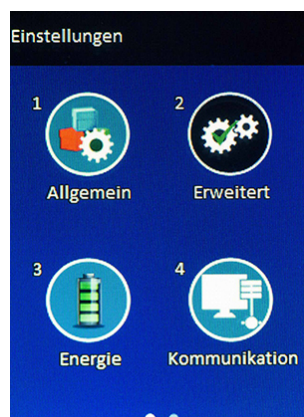 Einstellungen
1
2
Allgemein
Erweitert
3
4
Energie
Kommunikation